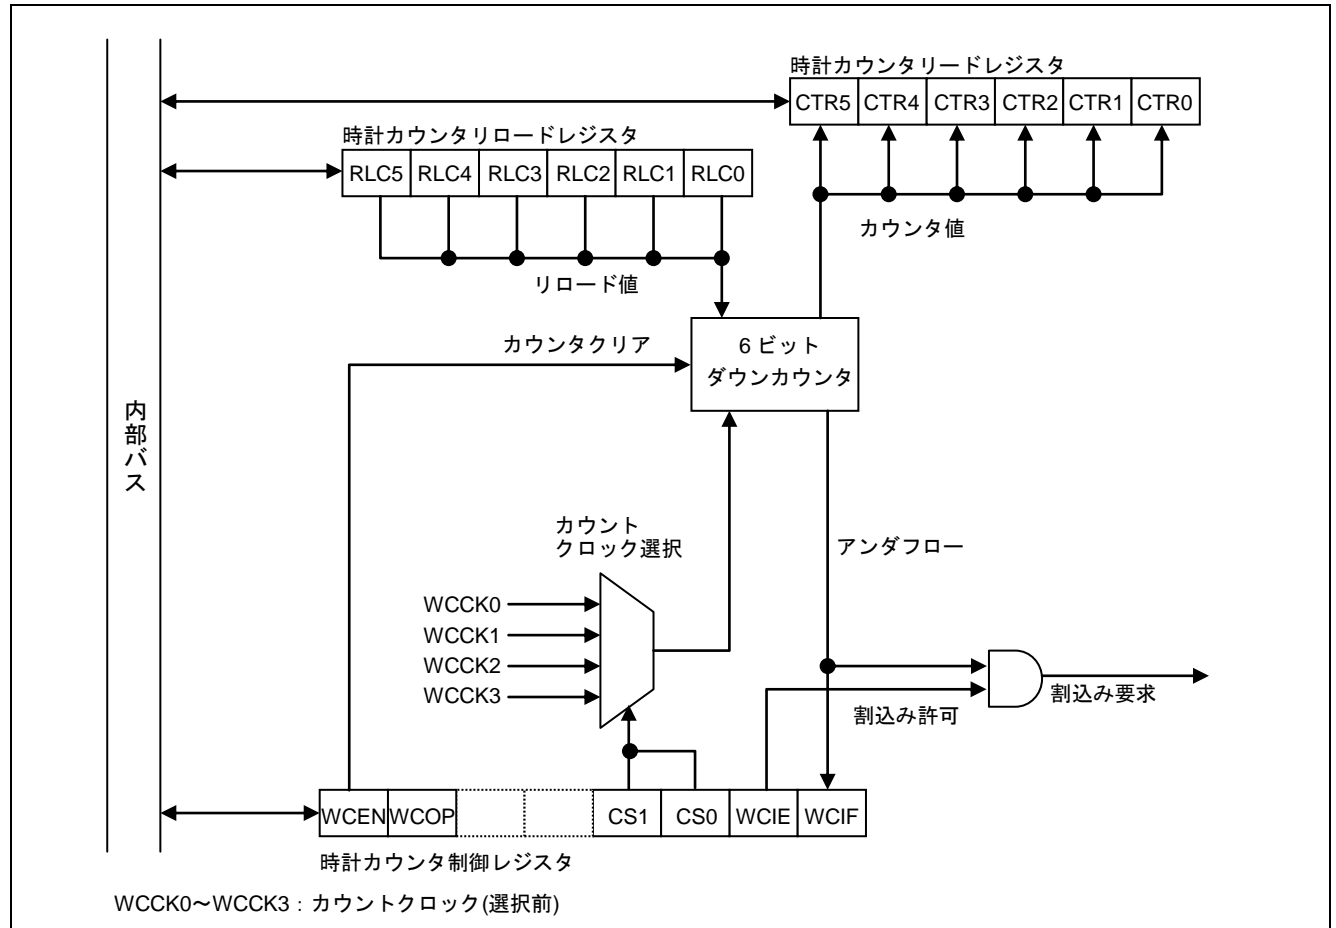 時計カウンタリードレジスタ
CTR5 CTR4 CTR3 CTR2 CTR1 CTR0
時計カウンタリロードレジスタ
RLC5 RLC4 RLC3 RLC2 RLC1 RLC0
カウンタ値
リロード値
カウンタクリア
6 ビット
ダウンカウンタ
内部バス
カウント
クロック選択
アンダフロー
WCCK0
WCCK1
WCCK2
WCCK3
割込み許可
割込み要求
WCEN WCOP CS1 CS0 WCIE WCIF
時計カウンタ制御レジスタ
WCCK0～WCCK3 : カウントクロック(選択前)